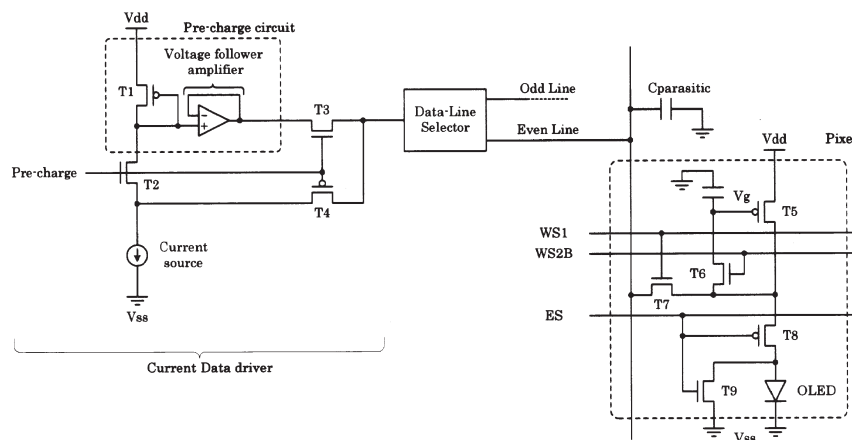 Vdd
Pre-charge circuit
Voltage follower
amplifier
T1
T3
Data-Line
Selector
Odd Line
Even Line
Cparasitic
Vdd
Pixe
Pre-charge
T2
T4
Vg
T5
WS1
WS2B
T6
T7
Current
source
Vss
ES
T8
T9
OLED
Vss
Current Data driver